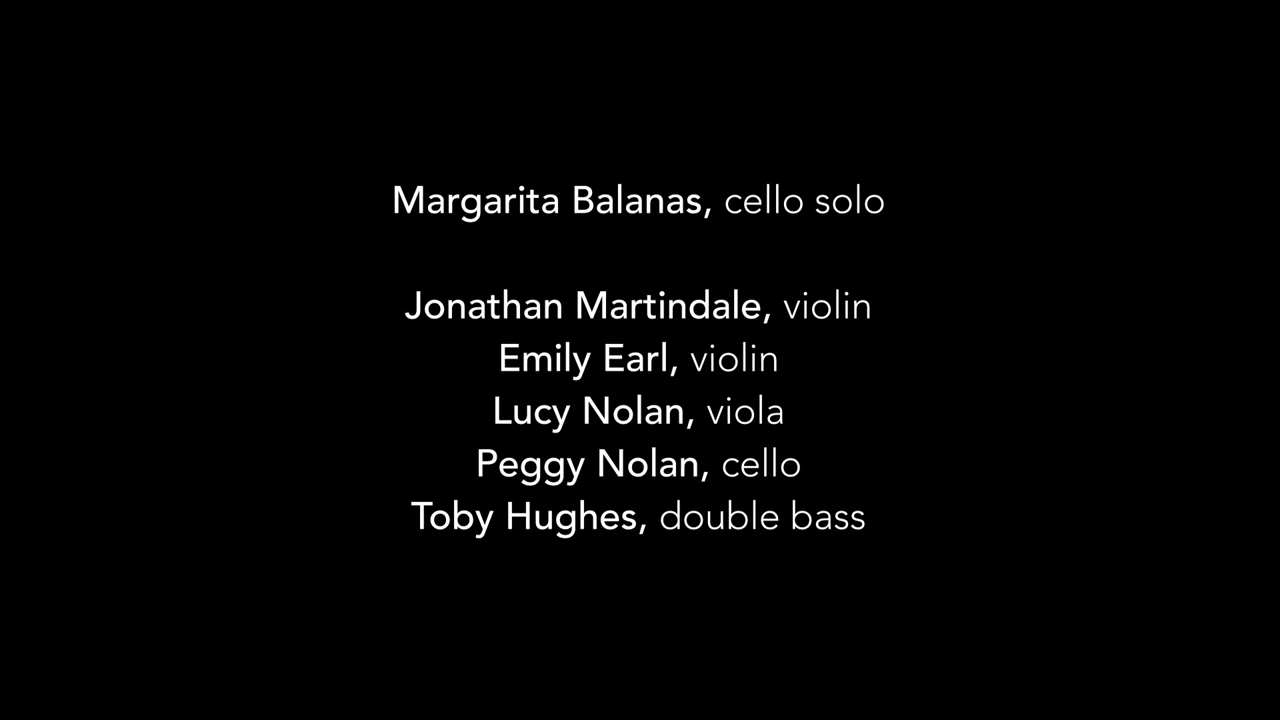 Margarita Balanas, cello solo
Jonathan Martindale, violin
Emily Earl, violin
Lucy Nolan, viola
Peggy Nolan, cello
Toby Hughes, double bass